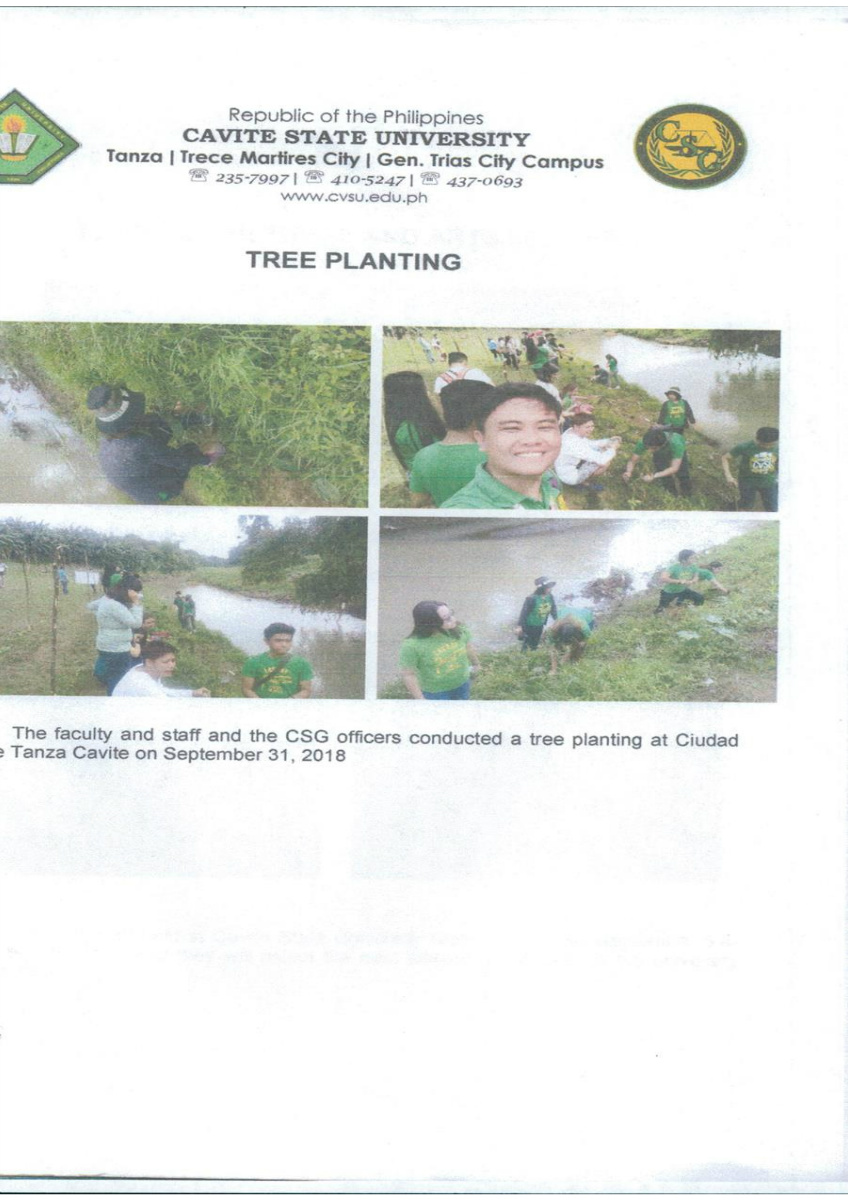 Republic of the Philippines
CAVITE STATE UNIVERSITY
Tanza | Trece Martires City | Gen. Trias City Campus
☏ 235-7997 | ☏ 410-5247 | ☏ 437-0693
www.cvsu.edu.ph
CSG
TREE PLANTING
The faculty and staff and the CSG officers conducted a tree planting at Ciudad
e Tanza Cavite on September 31, 2018